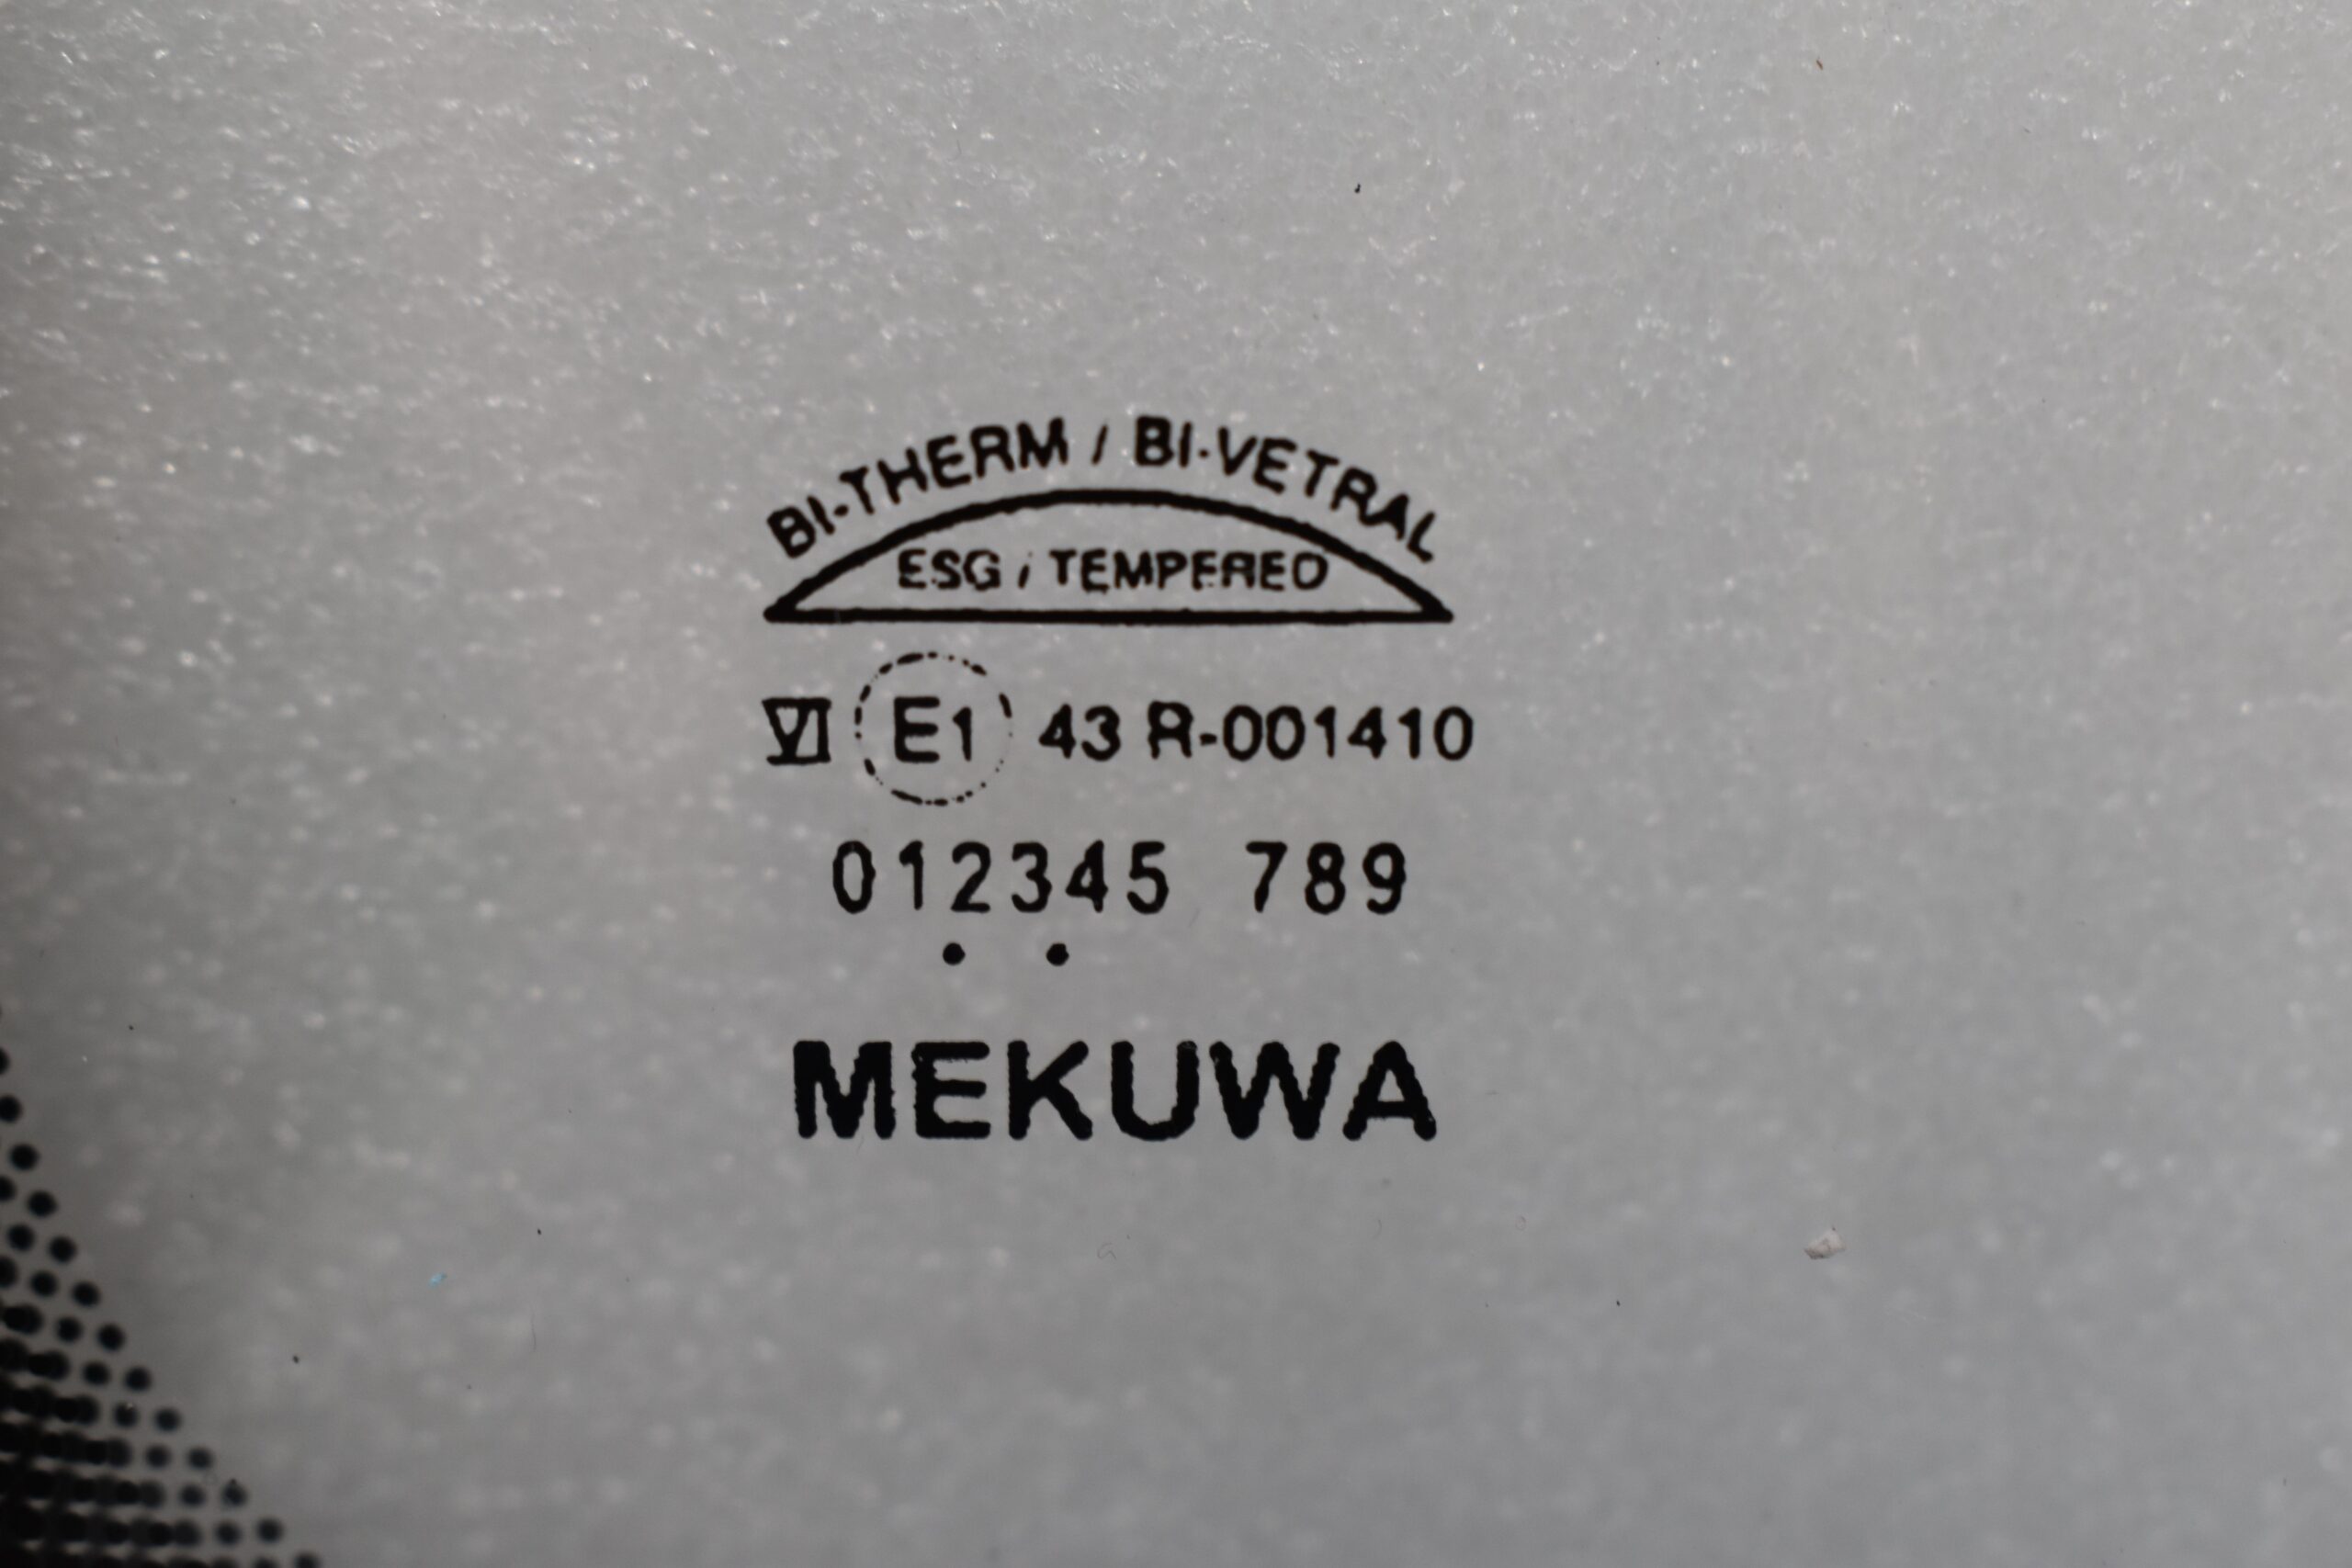 BI-THERM / BI-VETRAL
ESG / TEMPERED
VI E1 43 R-001410
012345 789
MEKUWA